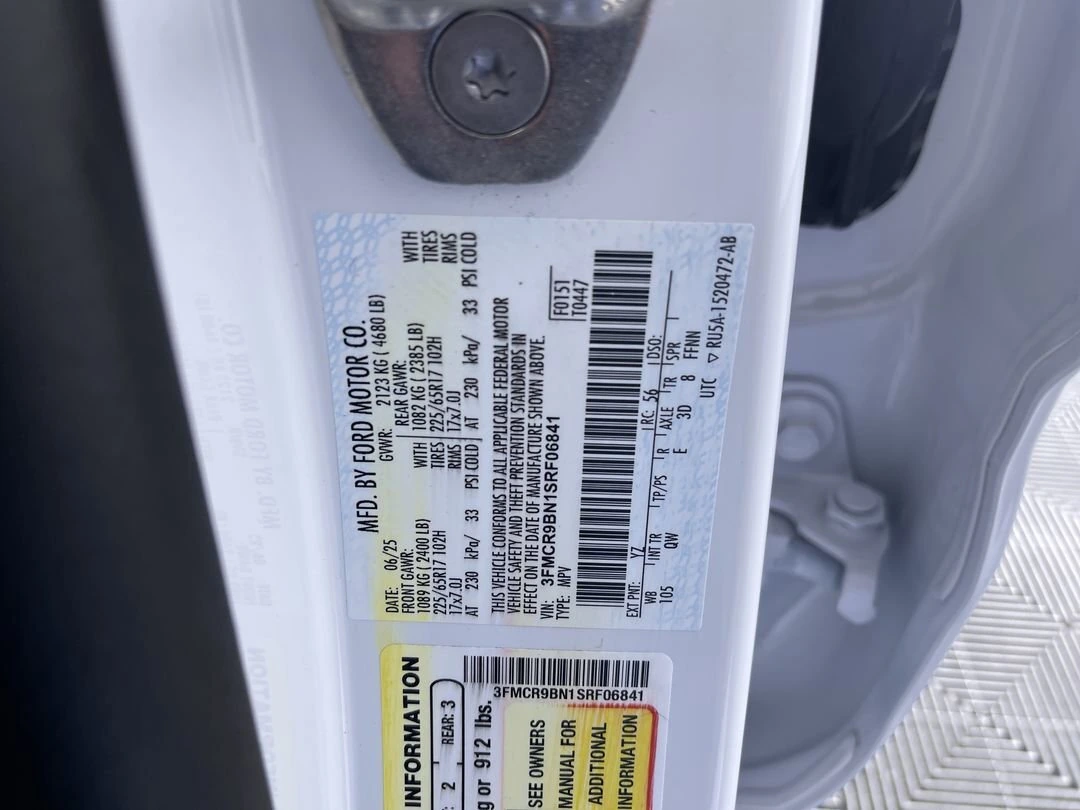 MFD. BY FORD MOTOR CO.
DATE: 06/25 GVWR: 2123 KG ( 4680 LB)
FRONT GAWR: REAR GAWR:
1089 KG ( 2400 LB) WITH 1082 KG ( 2385 LB) WITH
225/65R17 102H TIRES 225/65R17 102H TIRES
17x7.0J RIMS 17x7.0J RIMS
AT 230 kPa/ 33 PSI COLD AT 230 kPa/ 33 PSI COLD
THIS VEHICLE CONFORMS TO ALL APPLICABLE FEDERAL MOTOR
VEHICLE SAFETY AND THEFT PREVENTION STANDARDS IN
EFFECT ON THE DATE OF MANUFACTURE SHOWN ABOVE.
VIN: 3FMCR9BN1SRF06841 F0151
TYPE: MPV T0447
EXT PNT: YZ RC: 56 DSO:
WB INT TR TP/PS R AXLE TR SPR
105 QW E 3D 8 FFNN
UTC ▽ RU5A-1520472-AB
INFORMATION
2 REAR: 3
g or 912 lbs.
3FMCR9BN1SRF06841
SEE OWNERS
MANUAL FOR
ADDITIONAL
INFORMATION